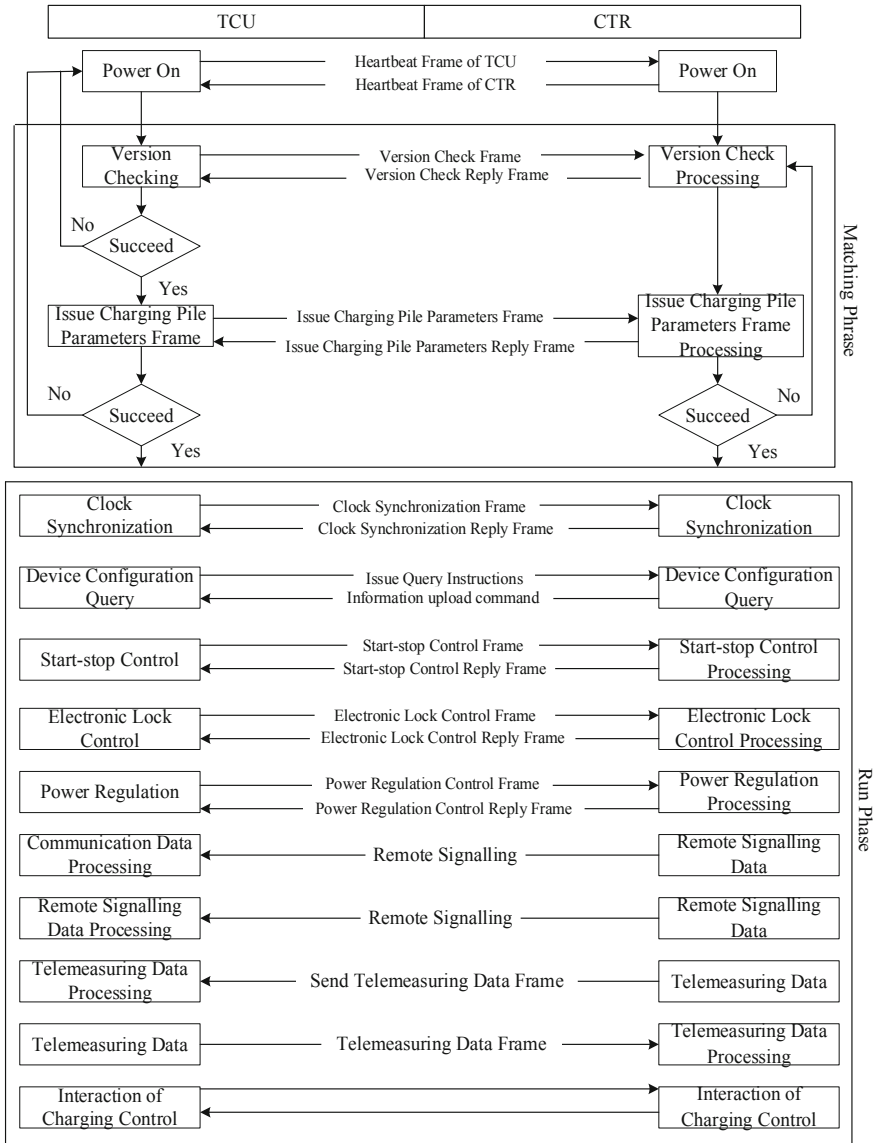 TCU
CTR
Power On
Heartbeat Frame of TCU
Heartbeat Frame of CTR
Power On
Version
Checking
Version Check Frame
Version Check Reply Frame
Version Check
Processing
No
Succeed
Yes
Issue Charging Pile
Parameters Frame
Issue Charging Pile Parameters Frame
Issue Charging Pile Parameters Reply Frame
Issue Charging Pile
Parameters Frame
Processing
No
Succeed
Yes
Succeed
No
Yes
Matching Phrase
Clock
Synchronization
Clock Synchronization Frame
Clock Synchronization Reply Frame
Clock
Synchronization
Device Configuration
Query
Issue Query Instructions
Information upload command
Device Configuration
Query
Start-stop Control
Start-stop Control Frame
Start-stop Control Reply Frame
Start-stop Control
Processing
Electronic Lock
Control
Electronic Lock Control Frame
Electronic Lock Control Reply Frame
Electronic Lock
Control Processing
Power Regulation
Power Regulation Control Frame
Power Regulation Control Reply Frame
Power Regulation
Processing
Communication Data
Processing
Remote Signalling
Remote Signalling
Data
Remote Signalling
Data Processing
Remote Signalling
Remote Signalling
Data
Telemeasuring Data
Processing
Send Telemeasuring Data Frame
Telemeasuring Data
Telemeasuring Data
Telemeasuring Data Frame
Telemeasuring Data
Processing
Interaction of
Charging Control
Interaction of
Charging Control
Run Phase